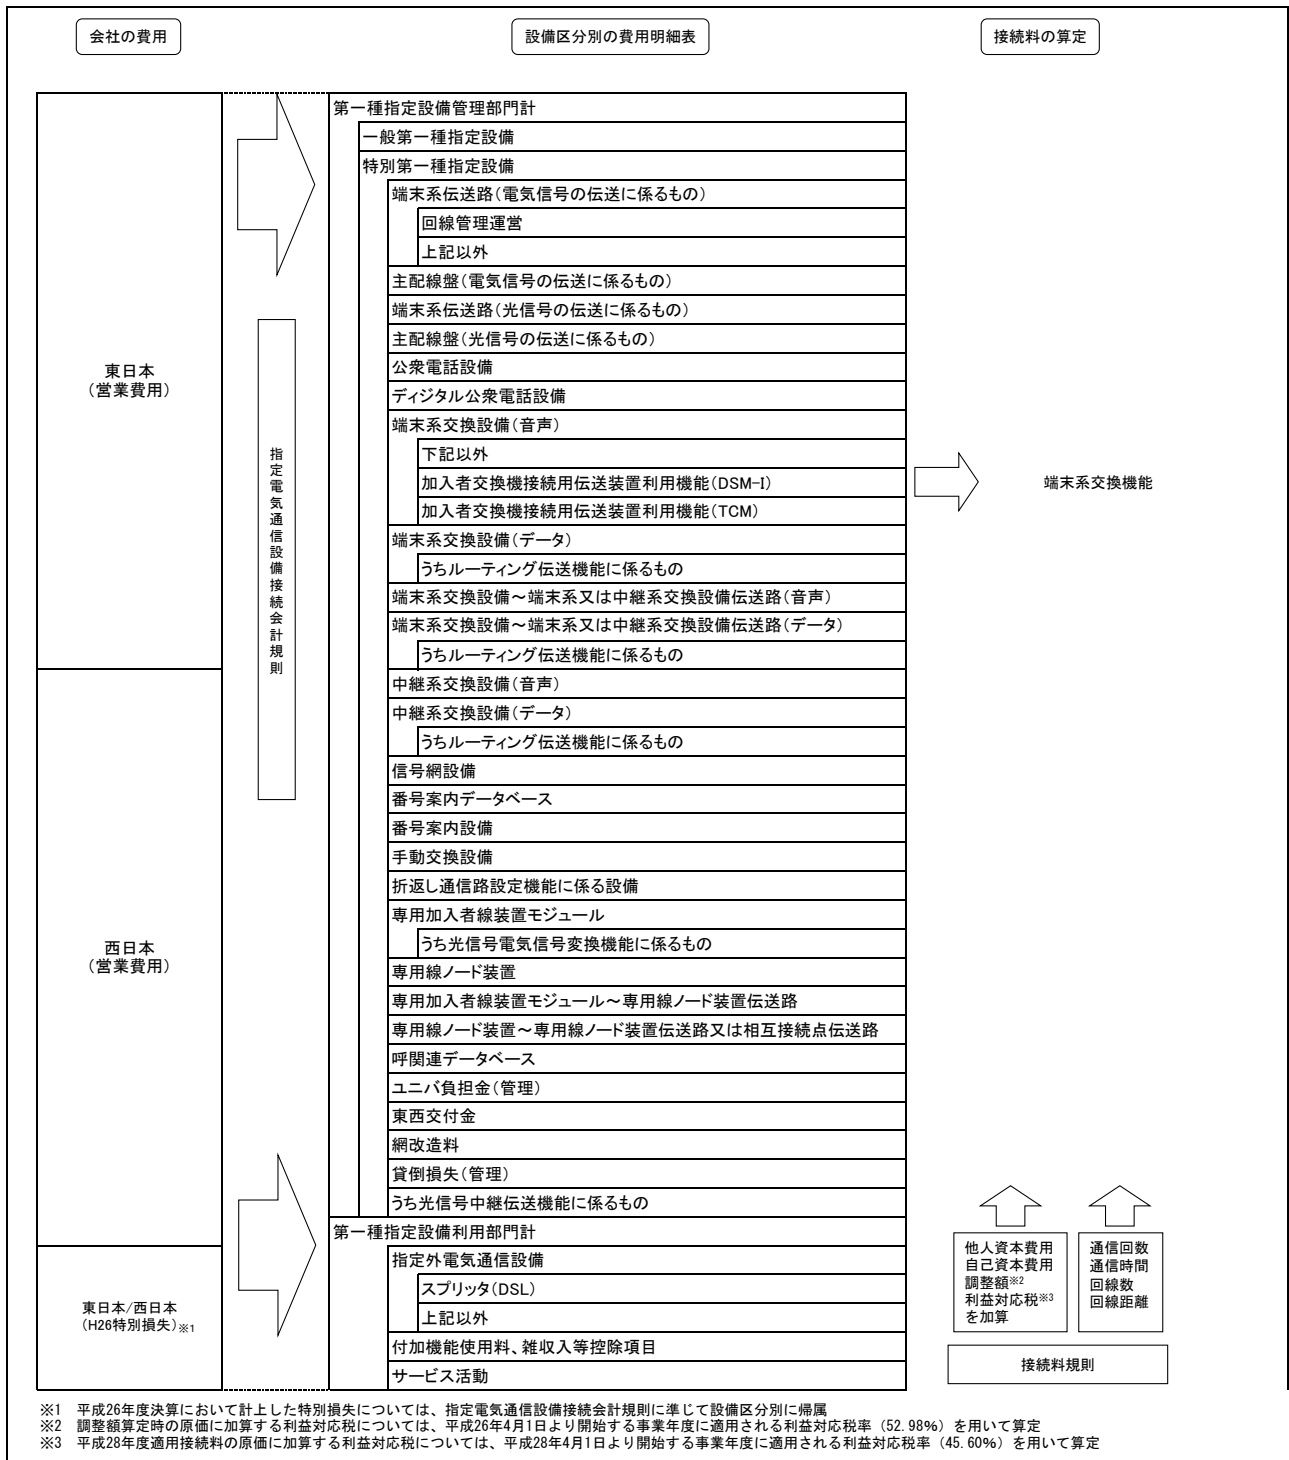 会社の費用
設備区分別の費用明細表
接続料の算定
東日本
（営業費用）
西日本
（営業費用）
東日本/西日本
（H26特別損失）※1
指定電気通信設備接続会計規則
第一種指定設備管理部門計
一般第一種指定設備
特別第一種指定設備
端末系伝送路（電気信号の伝送に係るもの）
回線管理運営
上記以外
主配線盤（電気信号の伝送に係るもの）
端末系伝送路（光信号の伝送に係るもの）
主配線盤（光信号の伝送に係るもの）
公衆電話設備
ディジタル公衆電話設備
端末系交換設備（音声）
下記以外
加入者交換機接続用伝送装置利用機能（DSM-I）
加入者交換機接続用伝送装置利用機能（TCM）
端末系交換設備（データ）
うちルーティング伝送機能に係るもの
端末系交換設備～端末系又は中継系交換設備伝送路（音声）
端末系交換設備～端末系又は中継系交換設備伝送路（データ）
うちルーティング伝送機能に係るもの
中継系交換設備（音声）
中継系交換設備（データ）
うちルーティング伝送機能に係るもの
信号網設備
番号案内データベース
番号案内設備
手動交換設備
折返し通信路設定機能に係る設備
専用加入者線装置モジュール
うち光信号電気信号変換機能に係るもの
専用線ノード装置
専用加入者線装置モジュール～専用線ノード装置伝送路
専用線ノード装置～専用線ノード装置伝送路又は相互接続点伝送路
呼関連データベース
ユニバ負担金（管理）
東西交付金
網改造料
貸倒損失（管理）
うち光信号中継伝送機能に係るもの
第一種指定設備利用部門計
指定外電気通信設備
スプリッタ（DSL）
上記以外
付加機能使用料、雑収入等控除項目
サービス活動
端末系交換機能
他人資本費用
自己資本費用
調整額※2
利益対応税※3
を加算
通信回数
通信時間
回線数
回線距離
接続料規則
※1 平成26年度決算において計上した特別損失については、指定電気通信設備接続会計規則に準じて設備区分別に帰属
※2 調整額算定時の原価に加算する利益対応税については、平成26年4月1日より開始する事業年度に適用される利益対応税率（52.98%）を用いて算定
※3 平成28年度適用接続料の原価に加算する利益対応税については、平成28年4月1日より開始する事業年度に適用される利益対応税率（45.60%）を用いて算定